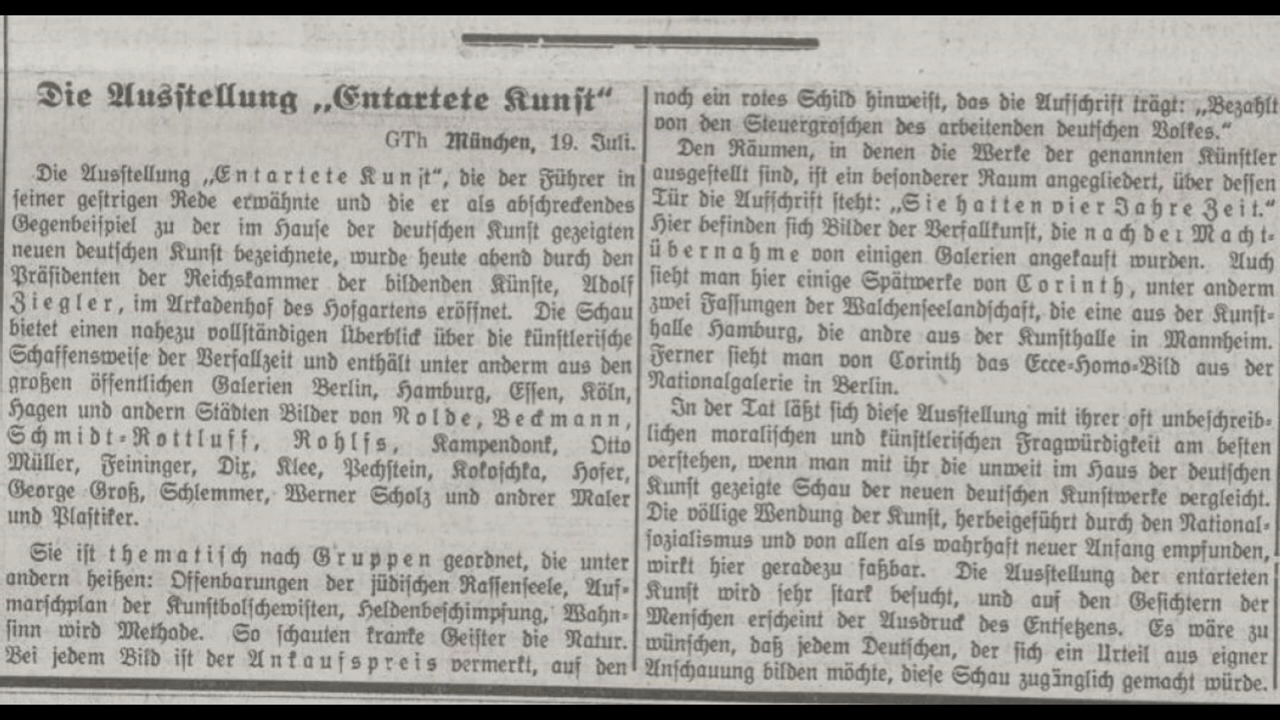 Die Ausstellung „Entartete Kunst“
GTh München, 19. Juli.
Die Ausstellung „Entartete Kunst“, die der Führer in
seiner gestrigen Rede erwähnte und die er als abschreckendes
Gegenbeispiel zu der im Hause der deutschen Kunst gezeigten
neuen deutschen Kunst bezeichnete, wurde heute abend durch den
Präsidenten der Reichskammer der bildenden Künste, Adolf
Ziegler, im Arkadenhof des Hofgartens eröffnet. Die Schau
bietet einen nahezu vollständigen Überblick über die künstlerische
Schaffensweise der Verfallzeit und enthält unter anderm aus den
großen öffentlichen Galerien Berlin, Hamburg, Essen, Köln,
Hagen und andern Städten Bilder von Nolde, Beckmann,
Schmidt-Rottluff, Rohlfs, Kampendonk, Otto
Müller, Feininger, Dix, Klee, Pechstein, Kokoschka, Hofer,
George Groß, Schlemmer, Werner Scholz und andrer Maler
und Plastiker.
Sie ist thematisch nach Gruppen geordnet, die unter
andern heißen: Offenbarungen der jüdischen Rassenseele, Auf-
marschplan der Kunstbolschewisten, Heldenbeschimpfung, Wahn-
sinn wird Methode. So schauten kranke Geister die Natur.
Bei jedem Bild ist der Ankaufspreis vermerkt, auf den
noch ein rotes Schild hinweist, das die Aufschrift trägt: „Bezahlt
von den Steuergroschen des arbeitenden deutschen Volkes.“
Den Räumen, in denen die Werke der genannten Künstler
ausgestellt sind, ist ein besonderer Raum angegliedert, über dessen
Tür die Aufschrift steht: „Sie hatten vier Jahre Zeit.“
Hier befinden sich Bilder der Verfallkunst, die nach der Macht-
übernahme von einigen Galerien angekauft wurden. Auch
sieht man hier einige Spätwerke von Corinth, unter anderm
zwei Fassungen der Walchenseelandschaft, die eine aus der Kunst-
halle Hamburg, die andre aus der Kunsthalle in Mannheim.
Ferner sieht man von Corinth das Ecce-Homo-Bild aus der
Nationalgalerie in Berlin.
In der Tat läßt sich diese Ausstellung mit ihrer oft unbeschreib-
lichen moralischen und künstlerischen Fragwürdigkeit am besten
verstehen, wenn man mit ihr die unweit im Haus der deutschen
Kunst gezeigte Schau der neuen deutschen Kunstwerke vergleicht.
Die völlige Wendung der Kunst, herbeigeführt durch den National-
sozialismus und von allen als wahrhaft neuer Anfang empfunden,
wirkt hier geradezu faßbar. Die Ausstellung der entarteten
Kunst wird sehr stark besucht, und auf den Gesichtern der
Menschen erscheint der Ausdruck des Entsetzens. Es wäre zu
wünschen, daß jedem Deutschen, der sich ein Urteil aus eigner
Anschauung bilden möchte, diese Schau zugänglich gemacht würde.